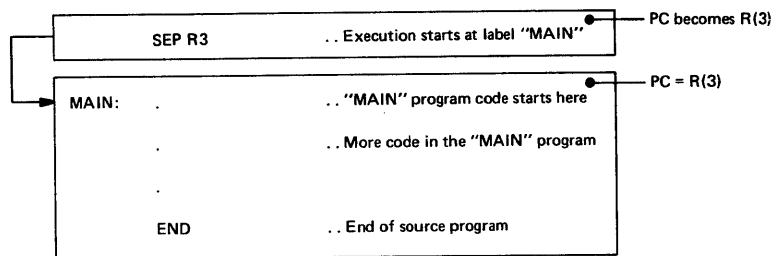 SEP R3 .. Execution starts at label "MAIN" PC becomes R(3)
PC = R(3)
MAIN: . .. "MAIN" program code starts here
. .. More code in the "MAIN" program
.
END .. End of source program